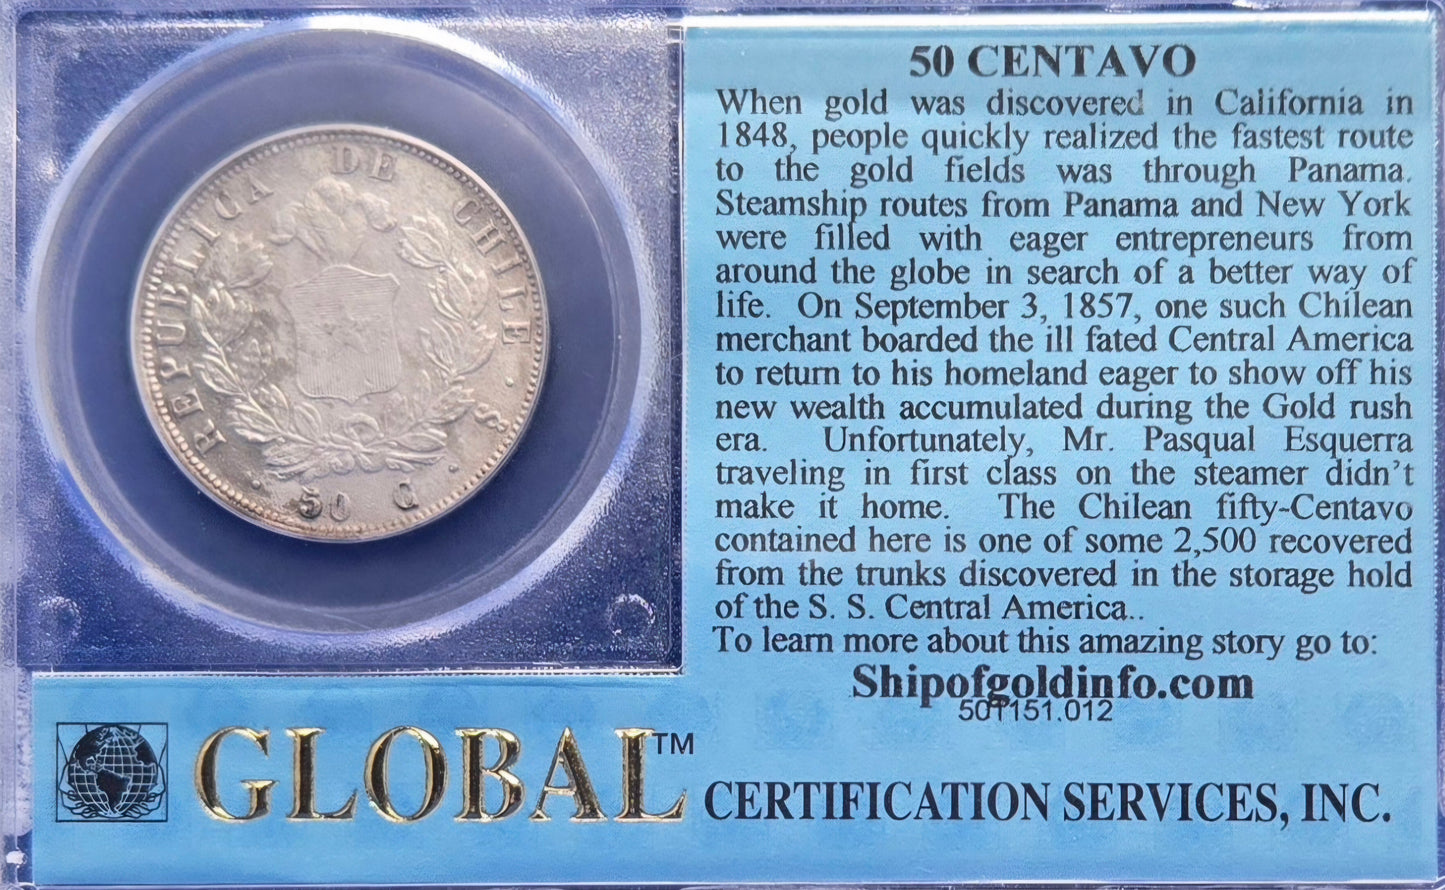 REPUBLICA DE CHILE . S.
. 50 C .
50 CENTAVO
When gold was discovered in California in
1848, people quickly realized the fastest route
to the gold fields was through Panama.
Steamship routes from Panama and New York
were filled with eager entrepreneurs from
around the globe in search of a better way of
life. On September 3, 1857, one such Chilean
merchant boarded the ill fated Central America
to return to his homeland eager to show off his
new wealth accumulated during the Gold rush
era. Unfortunately, Mr. Pasqual Esquerra
traveling in first class on the steamer didn't
make it home. The Chilean fifty-Centavo
contained here is one of some 2,500 recovered
from the trunks discovered in the storage hold
of the S. S. Central America..
To learn more about this amazing story go to:
Shipofgoldinfo.com
501151.012
GLOBAL™ CERTIFICATION SERVICES, INC.